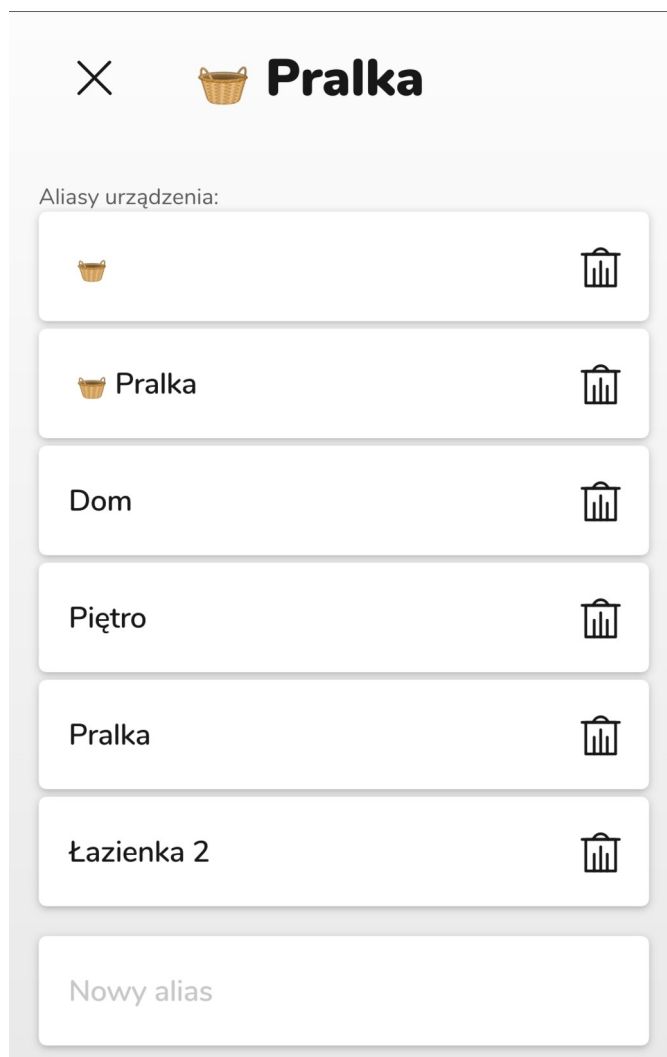 🧺 Pralka
Aliasy urządzenia:
🧺
🧺 Pralka
Dom
Piętro
Pralka
Łazienka 2
Nowy alias